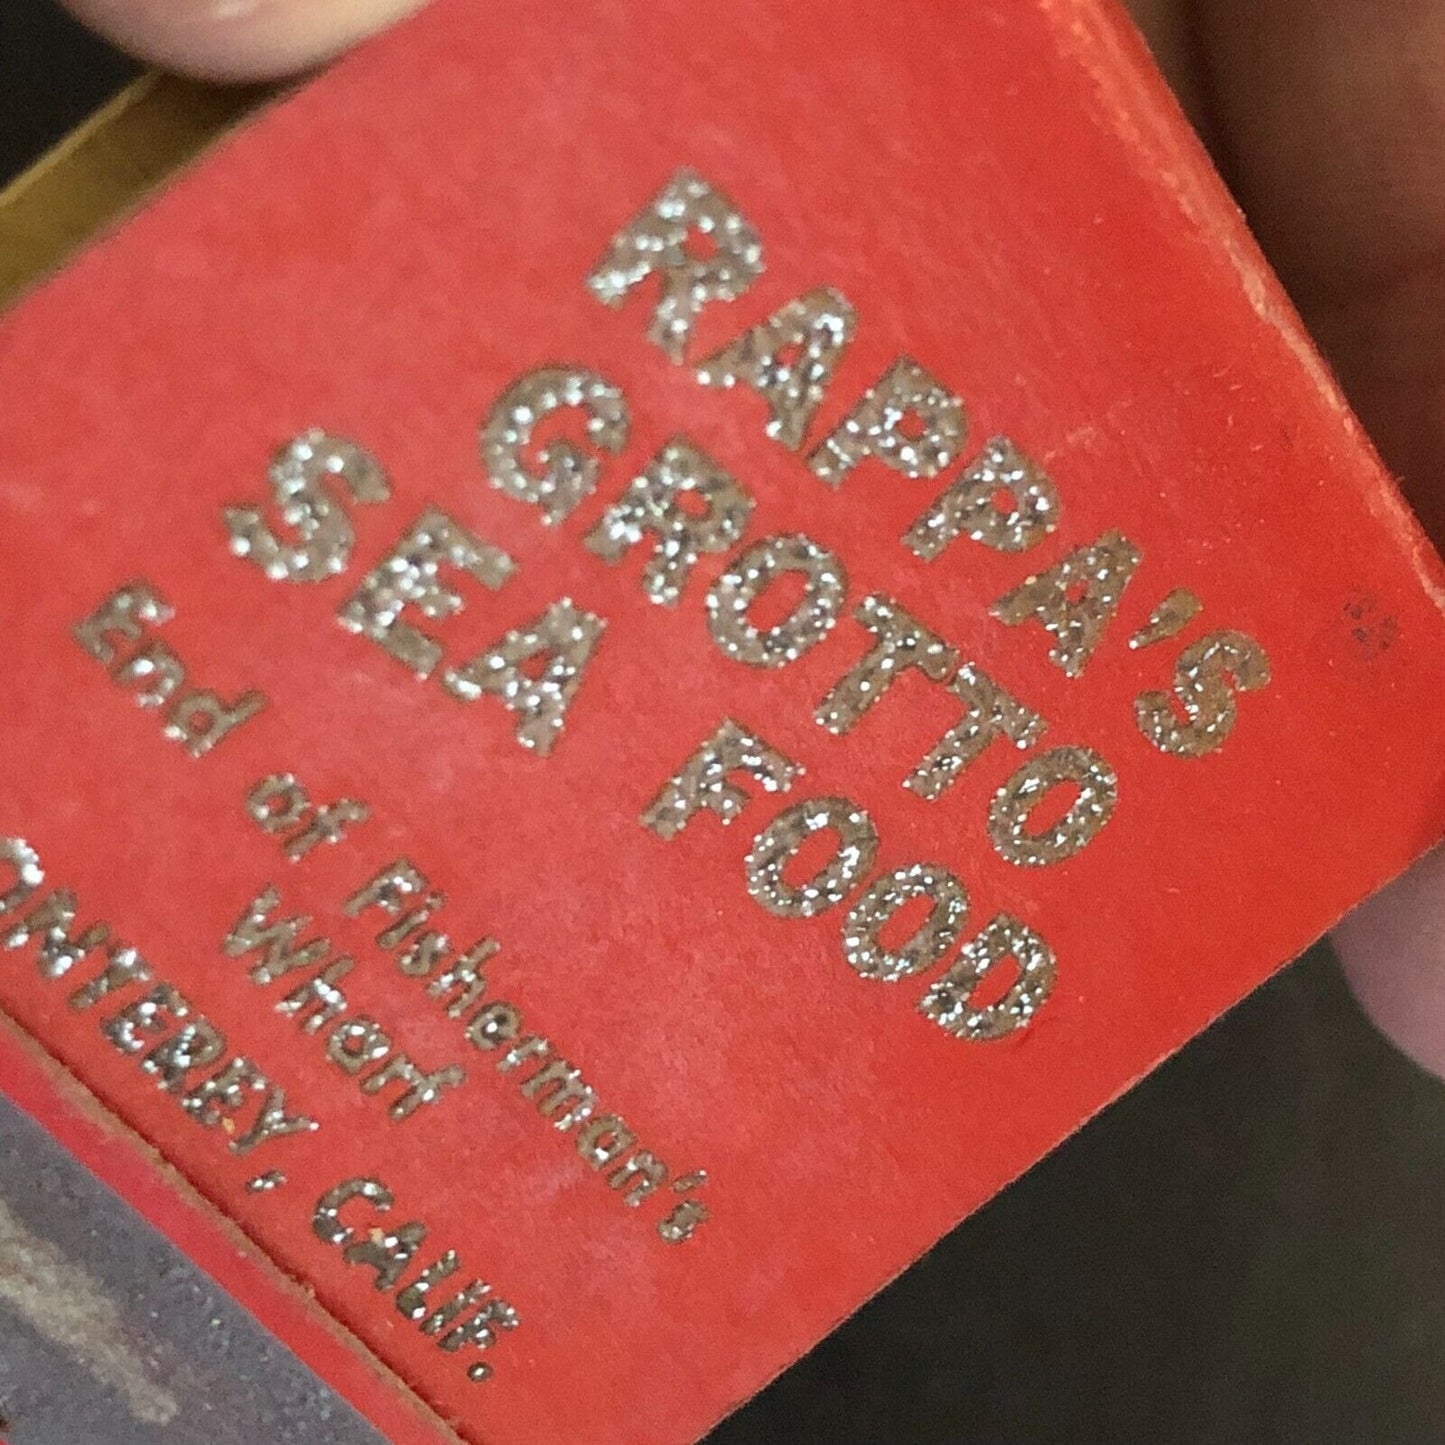 RAPPA'S
GROTTO
SEA FOOD
End of Fisherman's
Wharf
ONTEREY, CALIF.